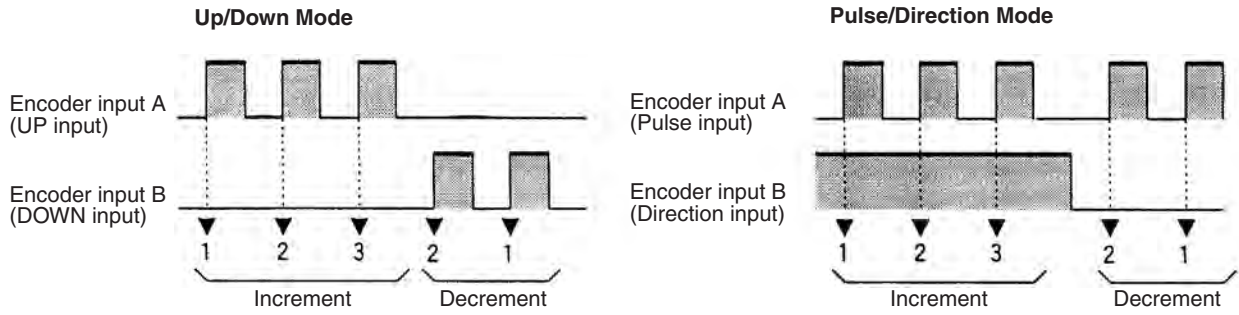 Up/Down Mode
Encoder input A
(UP input)
Encoder input B
(DOWN input)
1 2 3 2 1
Increment Decrement
Pulse/Direction Mode
Encoder input A
(Pulse input)
Encoder input B
(Direction input)
1 2 3 2 1
Increment Decrement